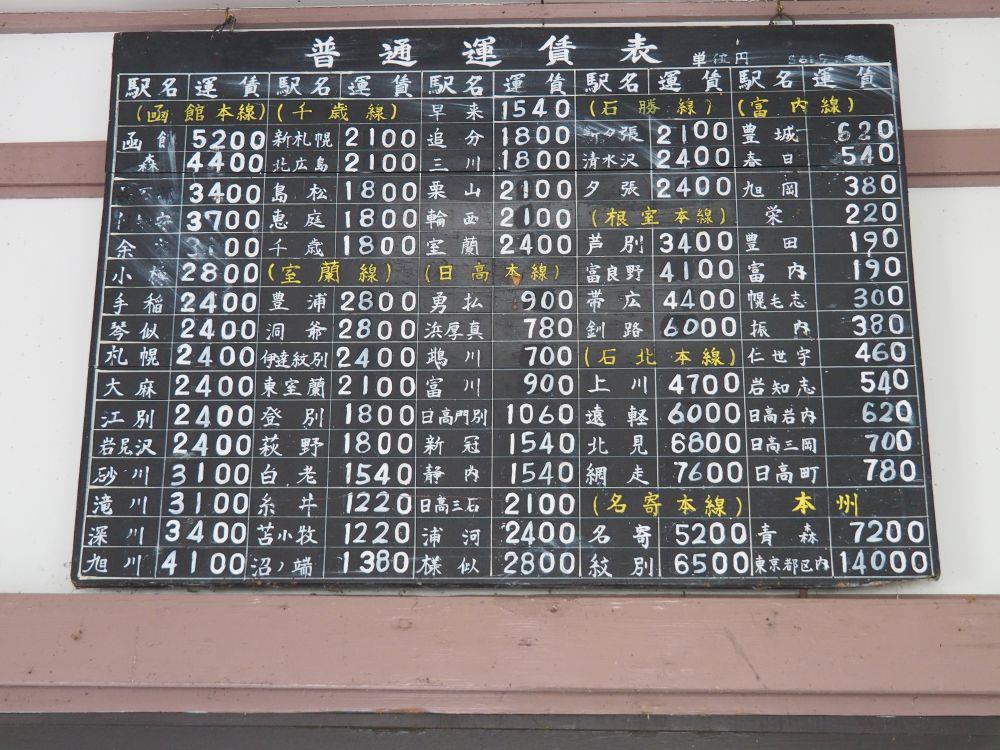 普通運賃表
単位円
駅名 運賃 駅名 運賃 駅名 運賃 駅名 運賃 駅名 運賃
(函館本線) (千歳線) 早来 1540 (石勝線) (富内線)
函館 5200 新札幌 2100 追分 1800 新夕張 2100 豊城 620
森 4400 北広島 2100 三川 1800 清水沢 2400 春日 540
3400 島松 1800 栗山 2100 夕張 2400 旭岡 380
3700 恵庭 1800 輪西 2100 (根室本線) 栄 220
余 00 千歳 1800 室蘭 2400 芦別 3400 豊田 190
小樽 2800 (室蘭線) (日高本線) 富良野 4100 富内 190
手稲 2400 豊浦 2800 勇払 900 帯広 4400 幌毛志 300
琴似 2400 洞爺 2800 浜厚真 780 釧路 6000 振内 380
札幌 2400 伊達紋別 2400 鵡川 700 (石北本線) 仁世宇 460
大麻 2400 東室蘭 2100 富川 900 上川 4700 岩知志 540
江別 2400 登別 1800 日高門別 1060 遠軽 6000 日高岩内 620
岩見沢 2400 萩野 1800 新冠 1540 北見 6800 日高三岡 700
砂川 3100 白老 1540 静内 1540 網走 7600 日高町 780
滝川 3100 糸井 1220 日高三石 2100 (名寄本線) 本州
深川 3400 苫小牧 1220 浦河 2400 名寄 5200 青森 7200
旭川 4100 沼ノ端 1380 様似 2800 紋別 6500 東京都区内 14000